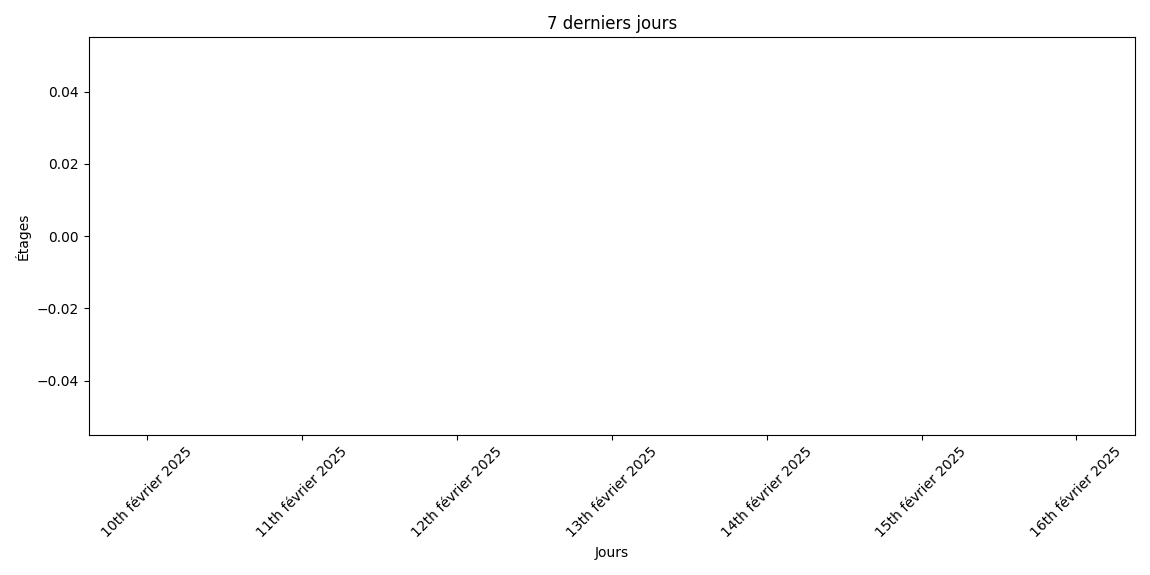 7 derniers jours
Étages
0.04
0.02
0.00
−0.02
−0.04
10th février 2025
11th février 2025
12th février 2025
13th février 2025
14th février 2025
15th février 2025
16th février 2025
Jours